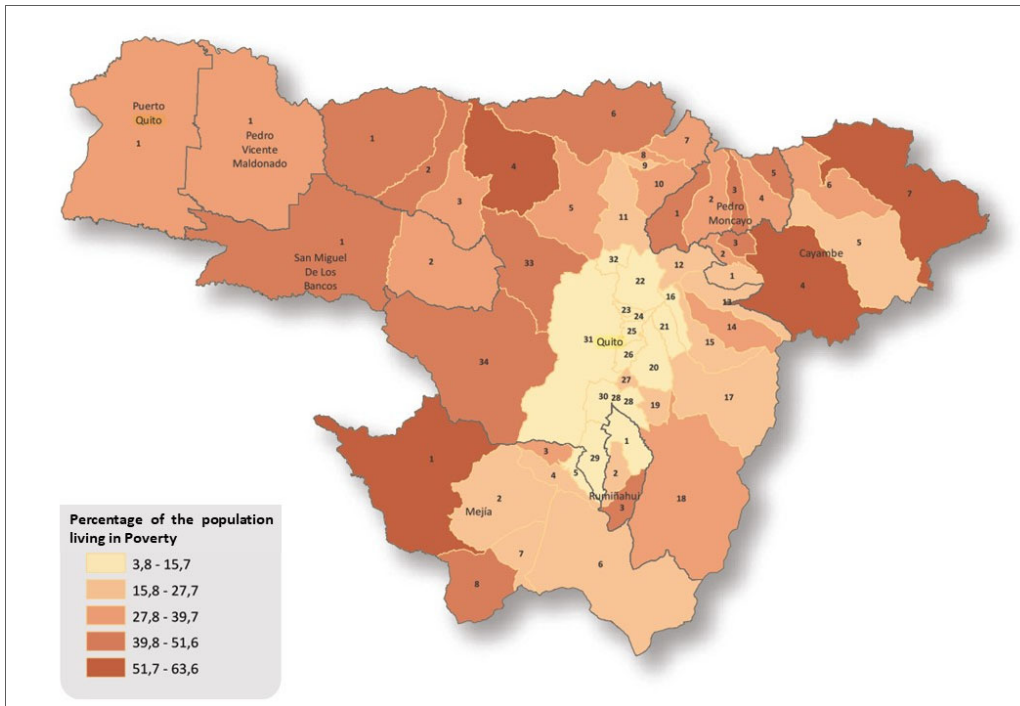 Puerto
Quito
1
1
Pedro
Vicente
Maldonado
1
2
3
4
5
6
7
8
9
10
11
1
San Miguel
De Los
Bancos
2
33
34
1
2
3
4
5
Pedro
Moncayo
6
7
5
Cayambe
3
2
1
4
12
13
14
15
16
17
18
19
20
21
22
32
23
24
25
26
27
28
28
30
31
Quito
29
1
2
Rumiñahui
3
1
2
Mejía
3
4
5
6
7
8
Percentage of the population
living in Poverty
3,8 - 15,7
15,8 - 27,7
27,8 - 39,7
39,8 - 51,6
51,7 - 63,6